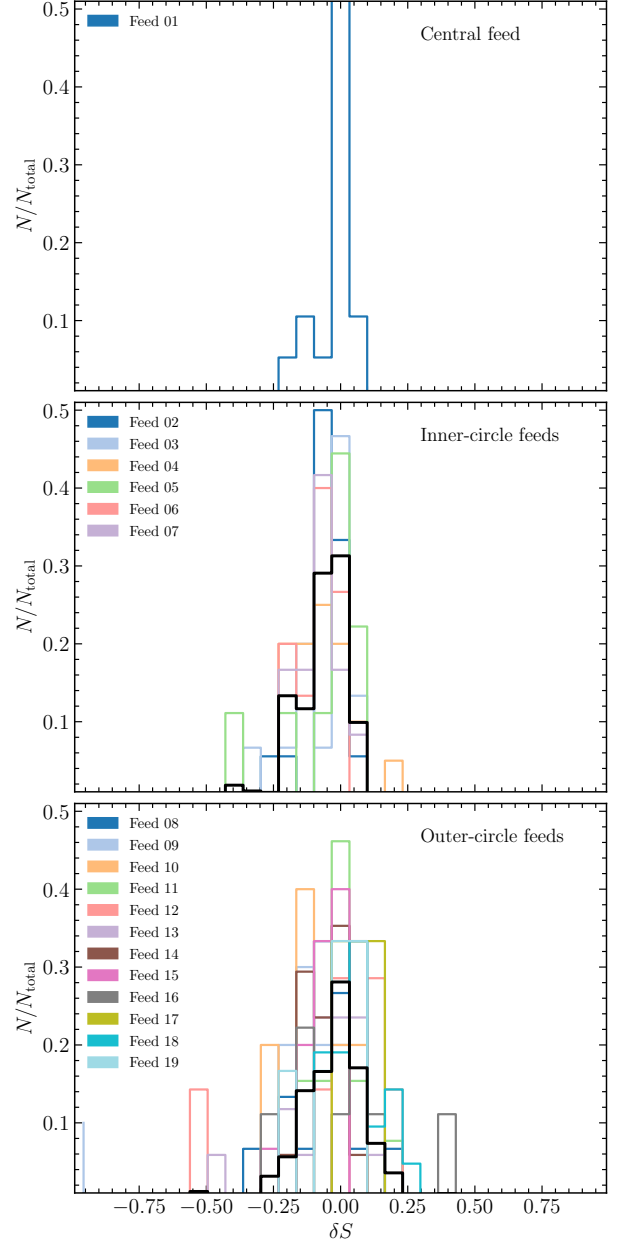 0.5
Feed 01
Central feed
0.4
0.3
N/N_total
0.2
0.1
0.5
Feed 02
Inner-circle feeds
Feed 03
Feed 04
0.4
Feed 05
Feed 06
Feed 07
0.3
N/N_total
0.2
0.1
0.5
Feed 08
Outer-circle feeds
Feed 09
Feed 10
0.4
Feed 11
Feed 12
Feed 13
Feed 14
0.3
Feed 15
Feed 16
N/N_total
Feed 17
0.2
Feed 18
Feed 19
0.1
−0.75 −0.50 −0.25 0.00 0.25 0.50 0.75
δS